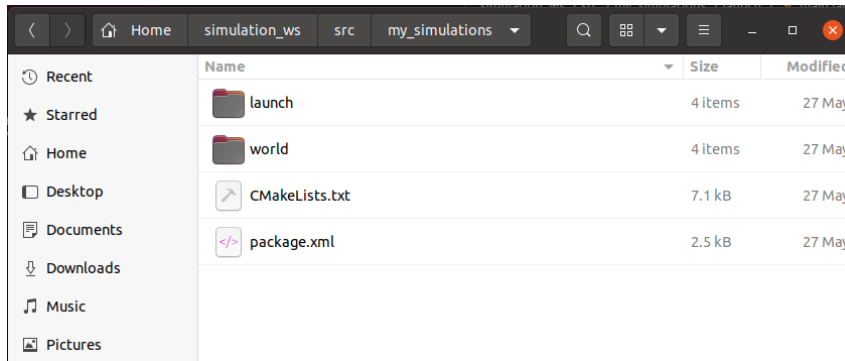 Home simulation_ws src my_simulations
Name Size Modified
Recent
Starred
Home
Desktop
Documents
Downloads
Music
Pictures
launch 4 items 27 May
world 4 items 27 May
CMakeLists.txt 7.1 kB 27 May
package.xml 2.5 kB 27 May